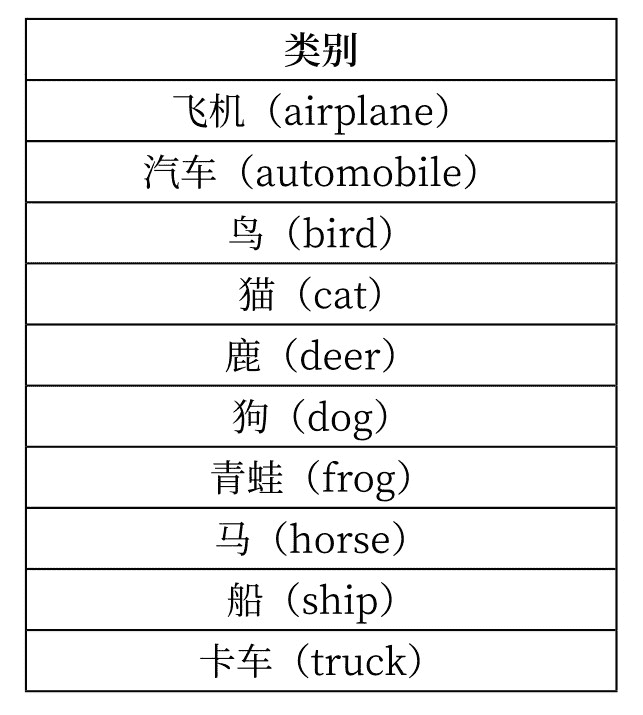 类别
飞机（airplane）
汽车（automobile）
鸟（bird）
猫（cat）
鹿（deer）
狗（dog）
青蛙（frog）
马（horse）
船（ship）
卡车（truck）